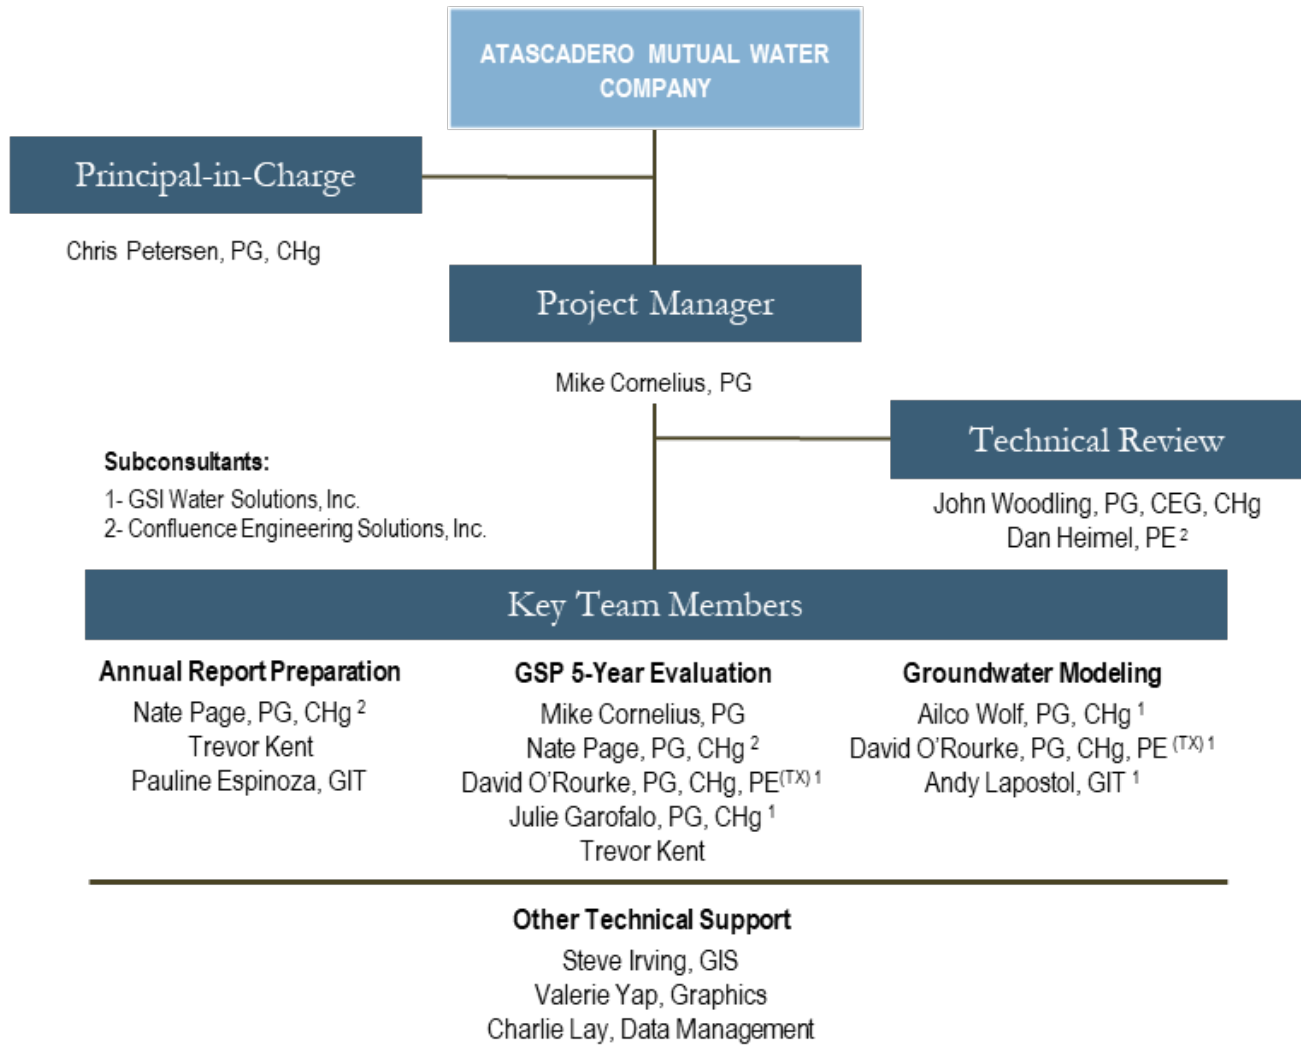 ATASCADERO MUTUAL WATER
COMPANY
Principal-in-Charge
Chris Petersen, PG, CHg
Project Manager
Mike Cornelius, PG
Technical Review
John Woodling, PG, CEG, CHg
Dan Heimel, PE 2
Subconsultants:
1- GSI Water Solutions, Inc.
2- Confluence Engineering Solutions, Inc.
Key Team Members
Annual Report Preparation
Nate Page, PG, CHg 2
Trevor Kent
Pauline Espinoza, GIT
GSP 5-Year Evaluation
Mike Cornelius, PG
Nate Page, PG, CHg 2
David O'Rourke, PG, CHg, PE(TX) 1
Julie Garofalo, PG, CHg 1
Trevor Kent
Groundwater Modeling
Ailco Wolf, PG, CHg 1
David O'Rourke, PG, CHg, PE (TX) 1
Andy Lapostol, GIT 1
Other Technical Support
Steve Irving, GIS
Valerie Yap, Graphics
Charlie Lay, Data Management